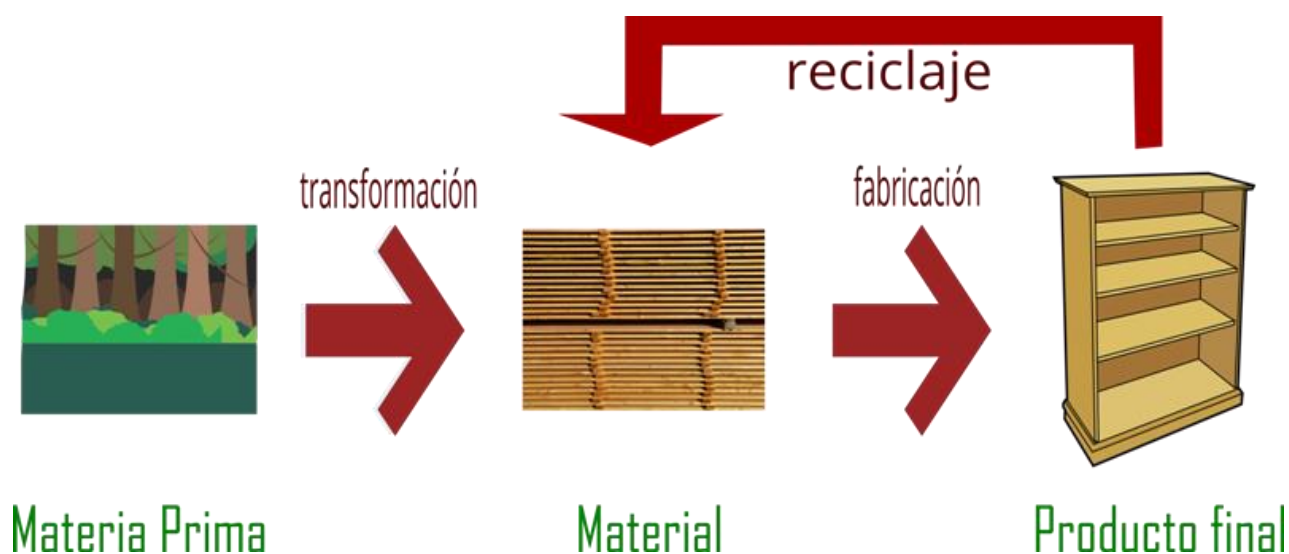 reciclaje
transformación
fabricación
Materia Prima
Material
Producto final